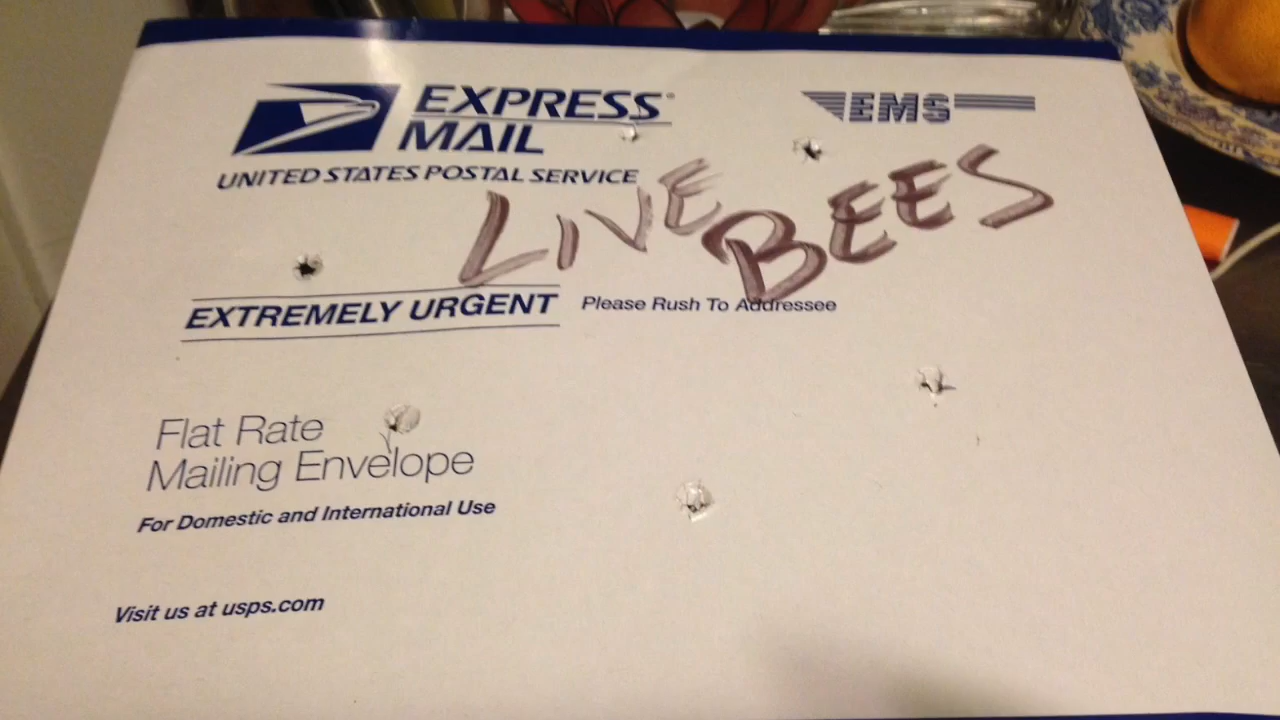 EXPRESS
MAIL
UNITED STATES POSTAL SERVICE
EMS
LIVE BEES
EXTREMELY URGENT Please Rush To Addressee
Flat Rate
Mailing Envelope
For Domestic and International Use
Visit us at usps.com